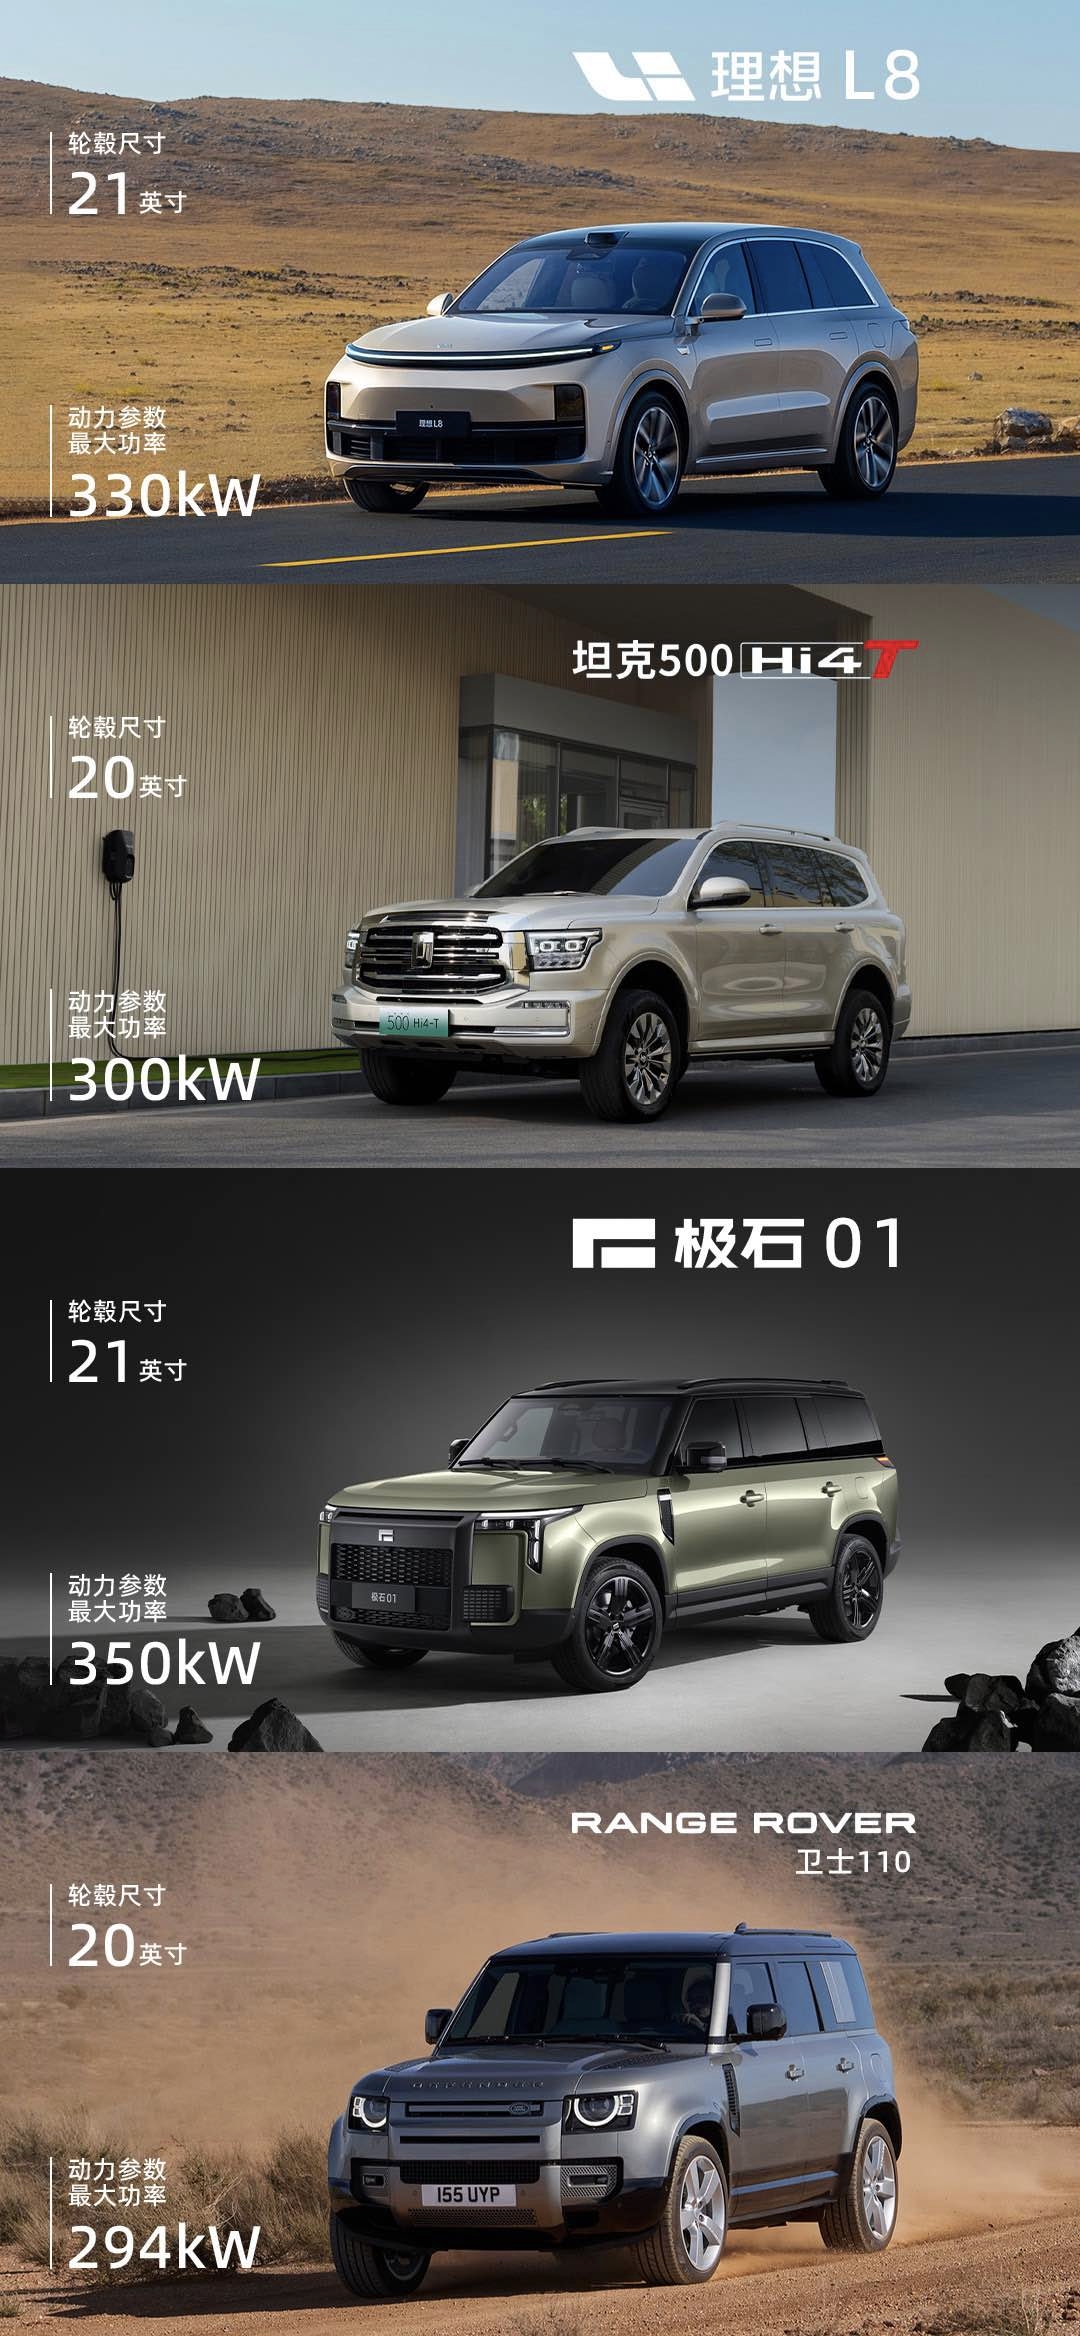 理想 L8
轮毂尺寸
21英寸
动力参数
最大功率
330kW
理想 L8
坦克500 Hi4T
轮毂尺寸
20英寸
动力参数
最大功率
300kW
500 Hi4-T
极石 01
轮毂尺寸
21英寸
动力参数
最大功率
350kW
极石01
RANGE ROVER
卫士110
轮毂尺寸
20英寸
DEFENDER
动力参数
最大功率
294kW
155 UYP